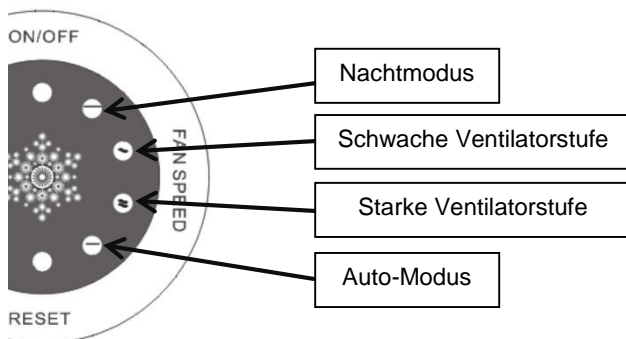 ON/OFF
FAN SPEED
RESET
Nachtmodus
Schwache Ventilatorstufe
Starke Ventilatorstufe
Auto-Modus